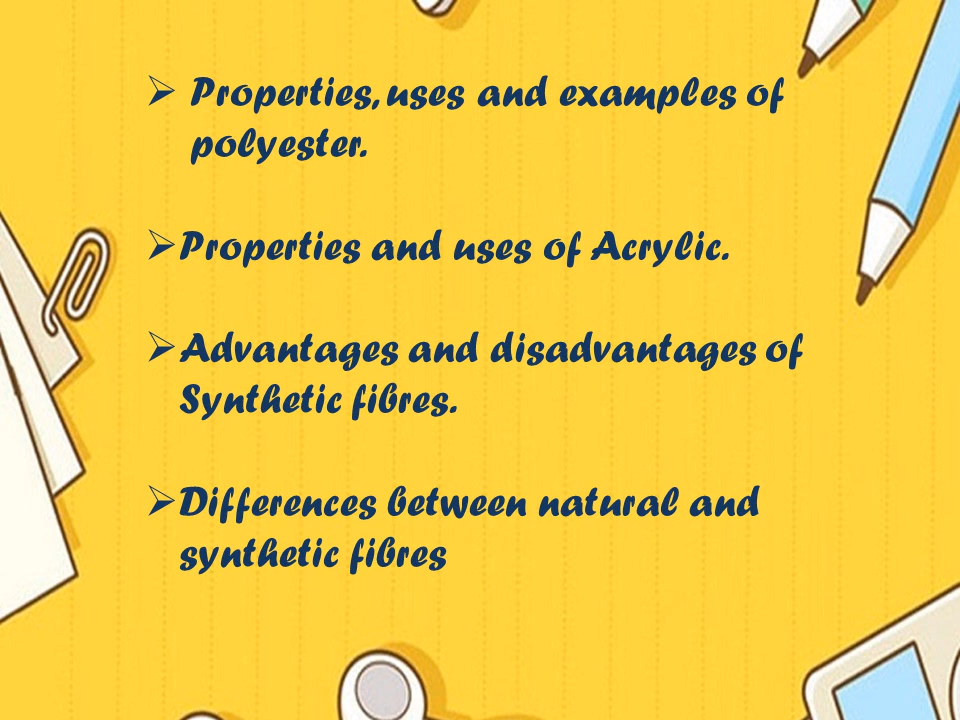 ➢ Properties, uses and examples of
polyester.
➢ Properties and uses of Acrylic.
➢ Advantages and disadvantages of
Synthetic fibres.
➢ Differences between natural and
synthetic fibres